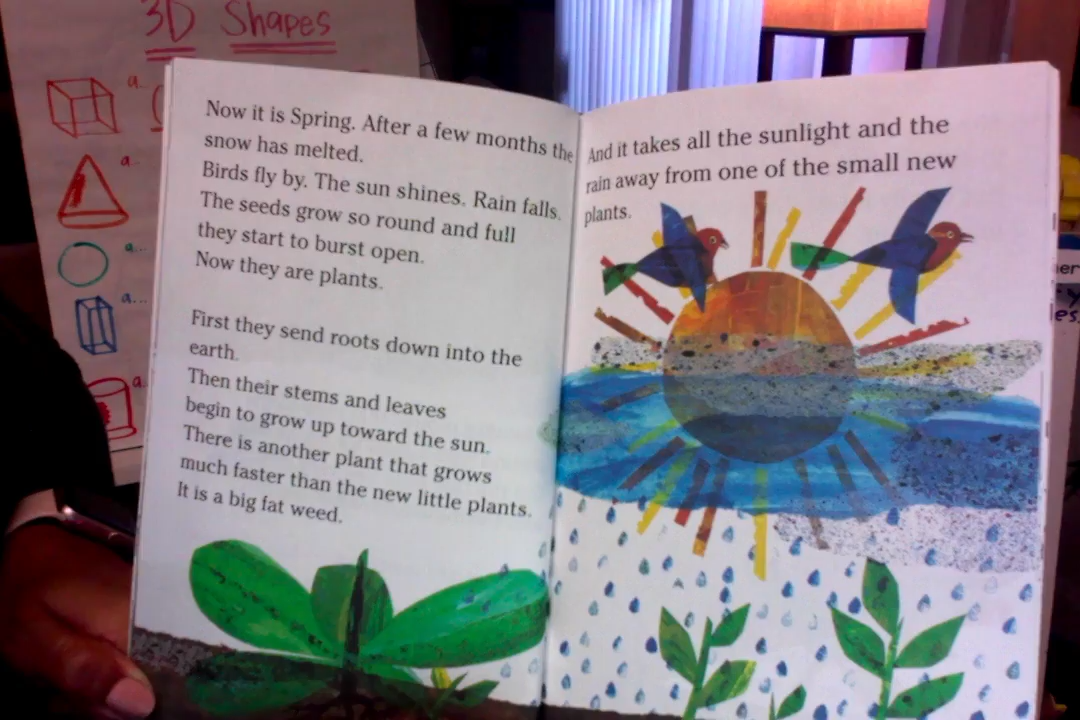 3D Shapes
a..
a..
a...
a...
a.
Now it is Spring. After a few months the
snow has melted.
Birds fly by. The sun shines. Rain falls.
The seeds grow so round and full
they start to burst open.
Now they are plants.
First they send roots down into the
earth.
Then their stems and leaves
begin to grow up toward the sun.
There is another plant that grows
much faster than the new little plants.
It is a big fat weed.
And it takes all the sunlight and the
rain away from one of the small new
plants.